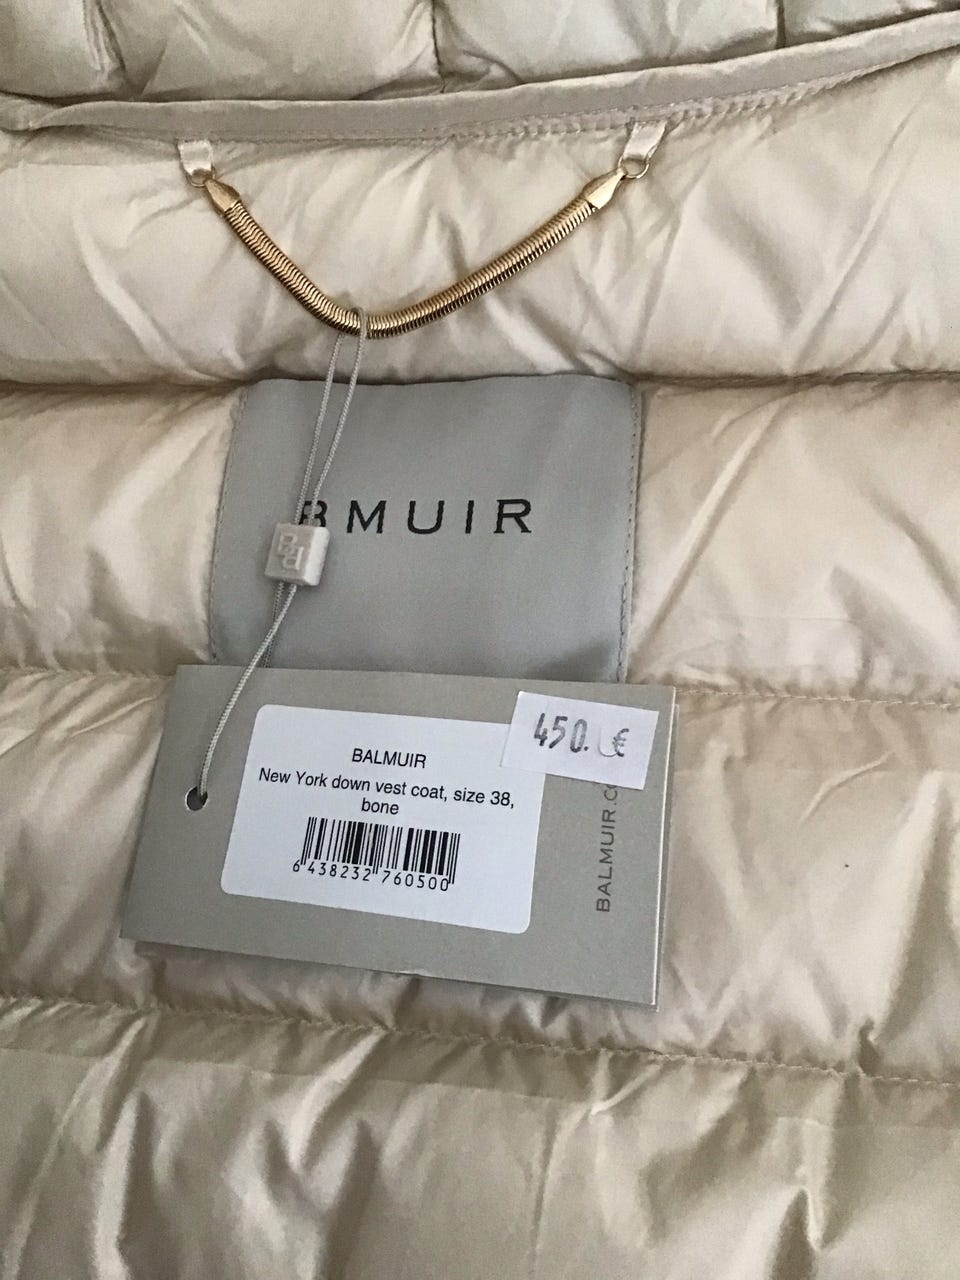 BMUIR
450. €
BALMUIR
New York down vest coat, size 38,
bone
6 438232 760500
BALMUIR.C